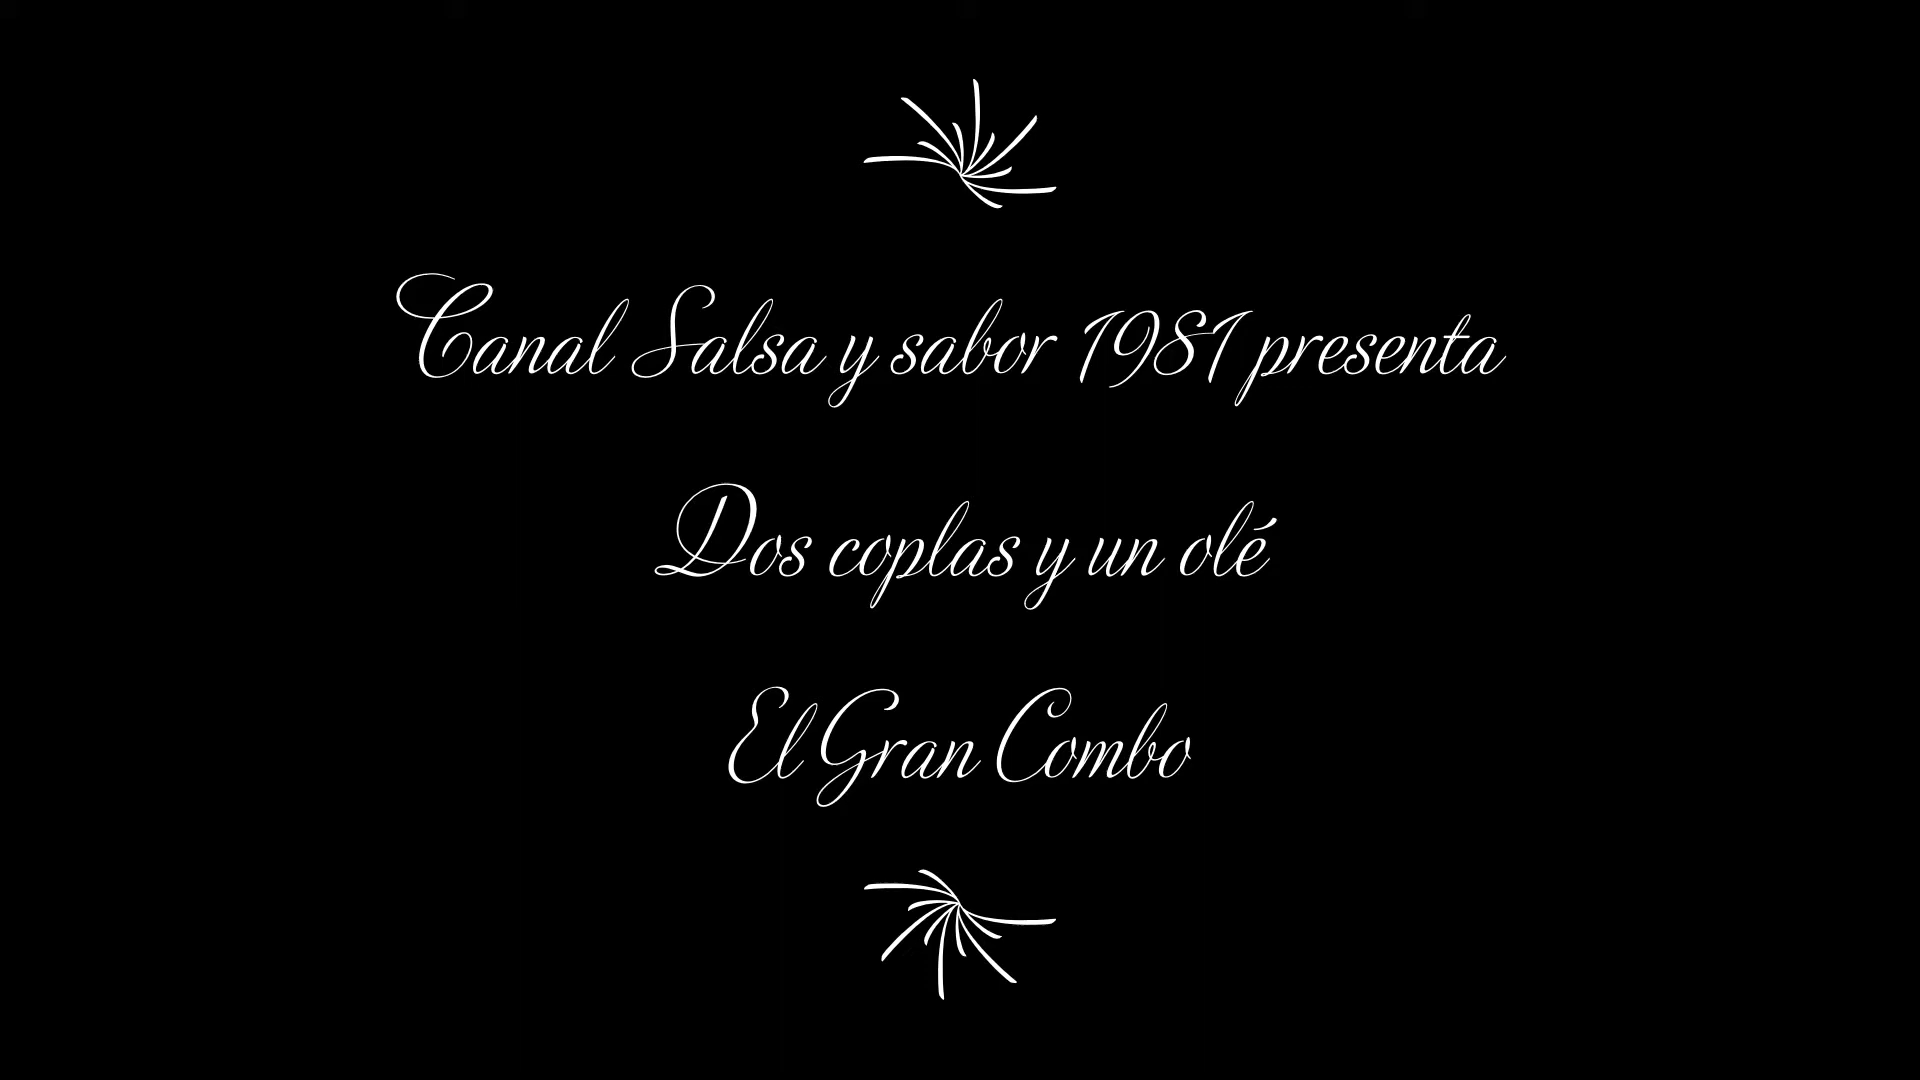 Canal Salsa y sabor 1981 presenta
Dos coplas y un olé
El Gran Combo